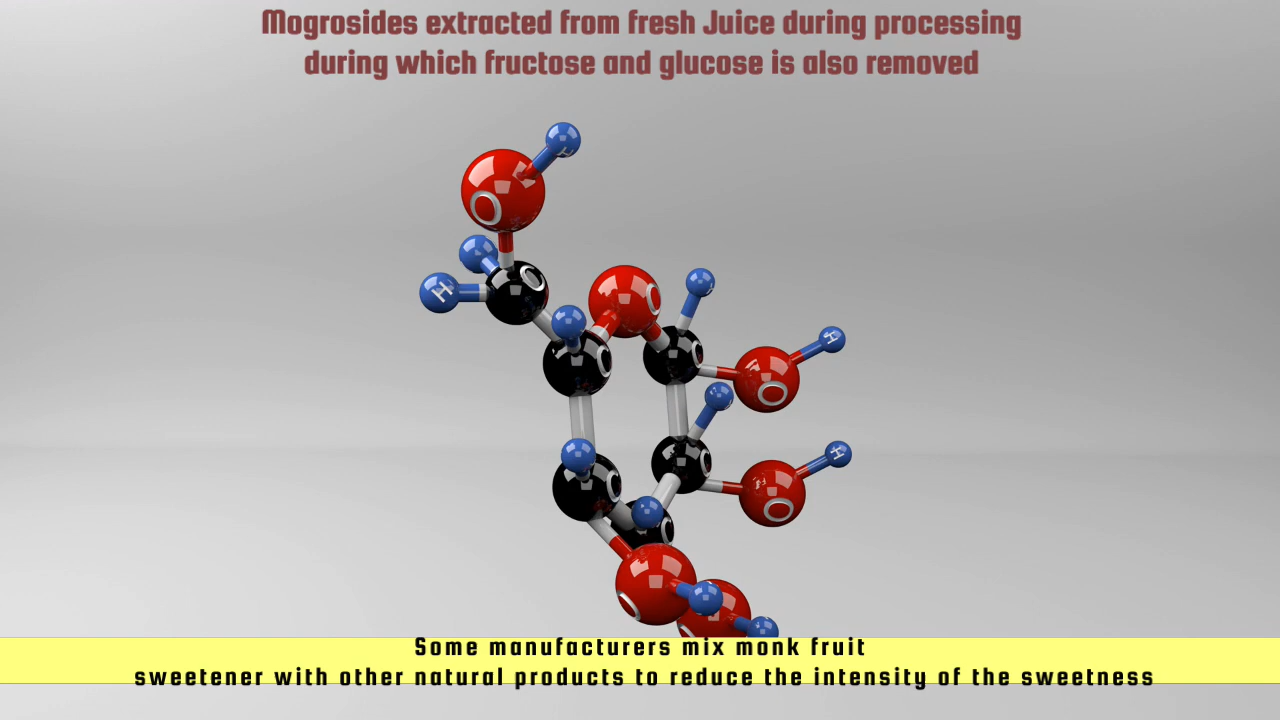 Mogrosides extracted from fresh Juice during processing
during which fructose and glucose is also removed
H
O
H
O
H
O
H
O
H
O
Some manufacturers mix monk fruit
sweetener with other natural products to reduce the intensity of the sweetness